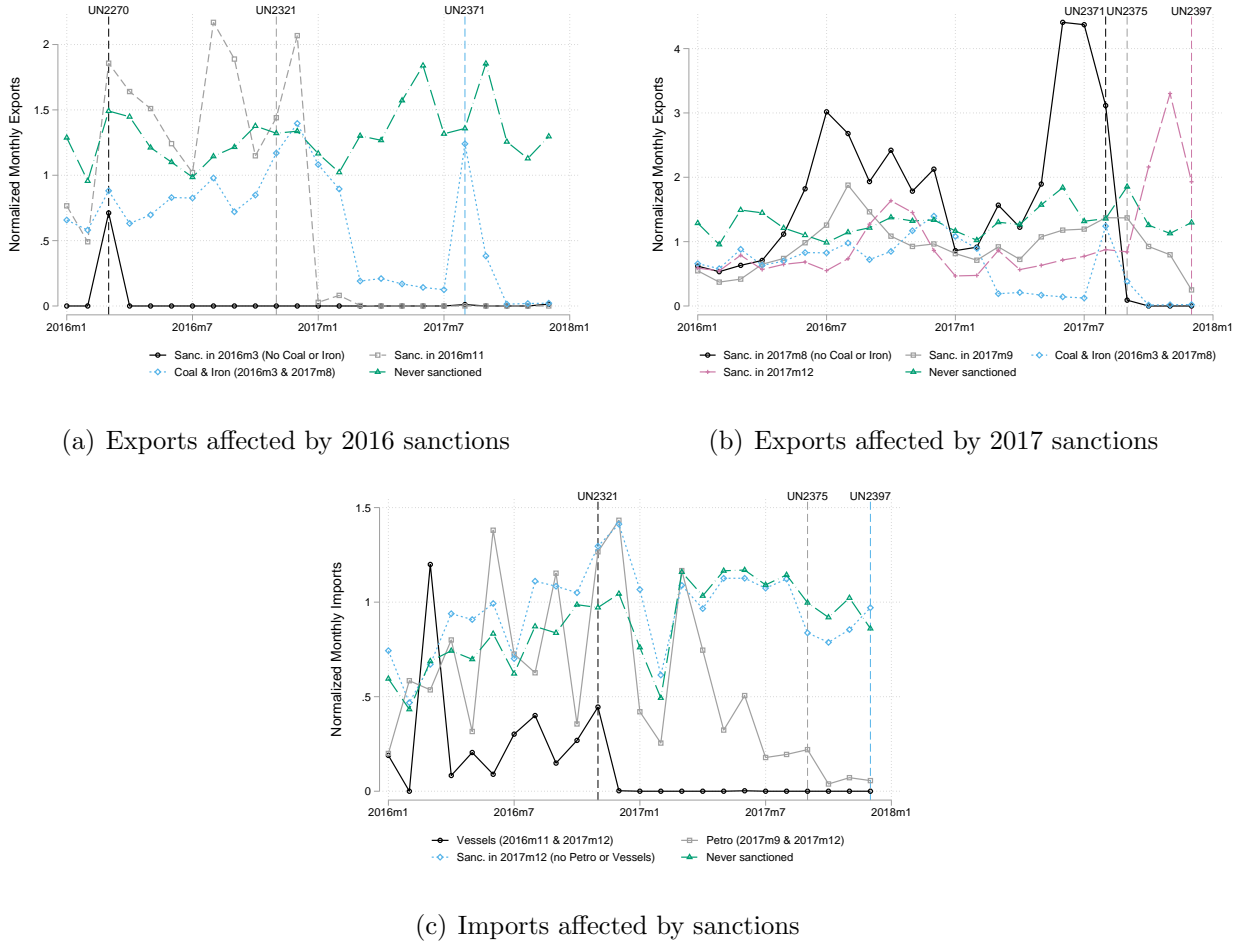 UN2270 UN2321 UN2371
Normalized Monthly Exports
2
1.5
1
.5
0
2016m1 2016m7 2017m1 2017m7 2018m1
Sanc. in 2016m3 (No Coal or Iron) Sanc. in 2016m11
Coal & Iron (2016m3 & 2017m8) Never sanctioned
(a) Exports affected by 2016 sanctions
UN2371 UN2375 UN2397
Normalized Monthly Exports
4
3
2
1
0
2016m1 2016m7 2017m1 2017m7 2018m1
Sanc. in 2017m8 (no Coal or Iron) Sanc. in 2017m9 Coal & Iron (2016m3 & 2017m8)
Sanc. in 2017m12 Never sanctioned
(b) Exports affected by 2017 sanctions
UN2321 UN2375 UN2397
Normalized Monthly Imports
1.5
1
.5
0
2016m1 2016m7 2017m1 2017m7 2018m1
Vessels (2016m11 & 2017m12) Petro (2017m9 & 2017m12)
Sanc. in 2017m12 (no Petro or Vessels) Never sanctioned
(c) Imports affected by sanctions